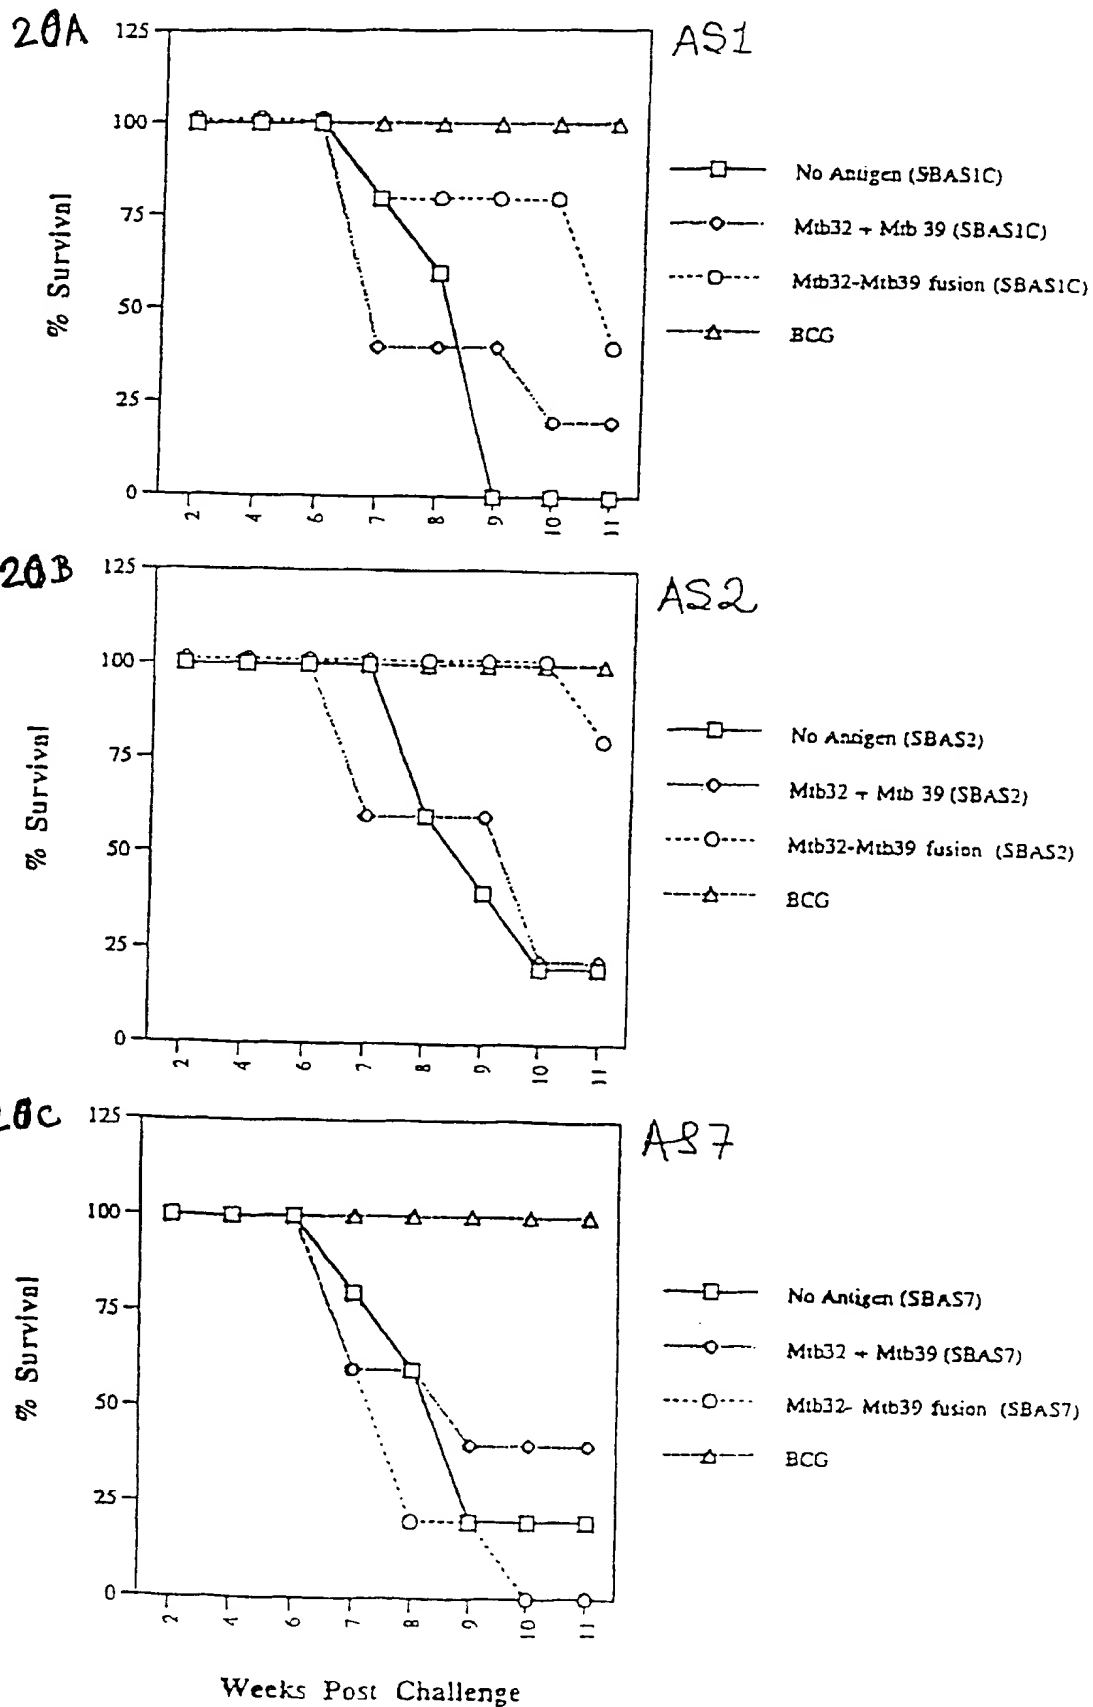 20A
AS1
125
100
75
50
25
0
% Survival
2 4 6 7 8 9 10 11
No Antigen (SBAS1C)
Mtb32 + Mtb 39 (SBAS1C)
Mtb32-Mtb39 fusion (SBAS1C)
BCG
20B
AS2
125
100
75
50
25
0
% Survival
2 4 6 7 8 9 10 11
No Antigen (SBAS2)
Mtb32 + Mtb 39 (SBAS2)
Mtb32-Mtb39 fusion (SBAS2)
BCG
20C
AS7
125
100
75
50
25
0
% Survival
2 4 6 7 8 9 10 11
No Antigen (SBAS7)
Mtb32 + Mtb39 (SBAS7)
Mtb32- Mtb39 fusion (SBAS7)
BCG
Weeks Post Challenge